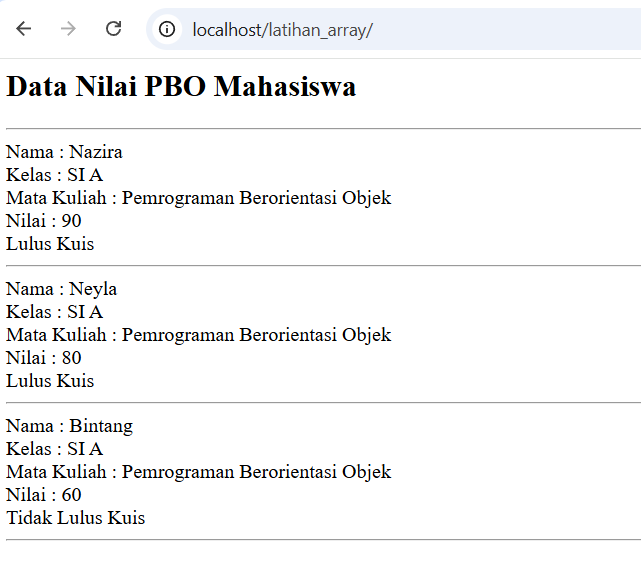 localhost/latihan_array/
Data Nilai PBO Mahasiswa
Nama : Nazira
Kelas : SI A
Mata Kuliah : Pemrograman Berorientasi Objek
Nilai : 90
Lulus Kuis
Nama : Neyla
Kelas : SI A
Mata Kuliah : Pemrograman Berorientasi Objek
Nilai : 80
Lulus Kuis
Nama : Bintang
Kelas : SI A
Mata Kuliah : Pemrograman Berorientasi Objek
Nilai : 60
Tidak Lulus Kuis